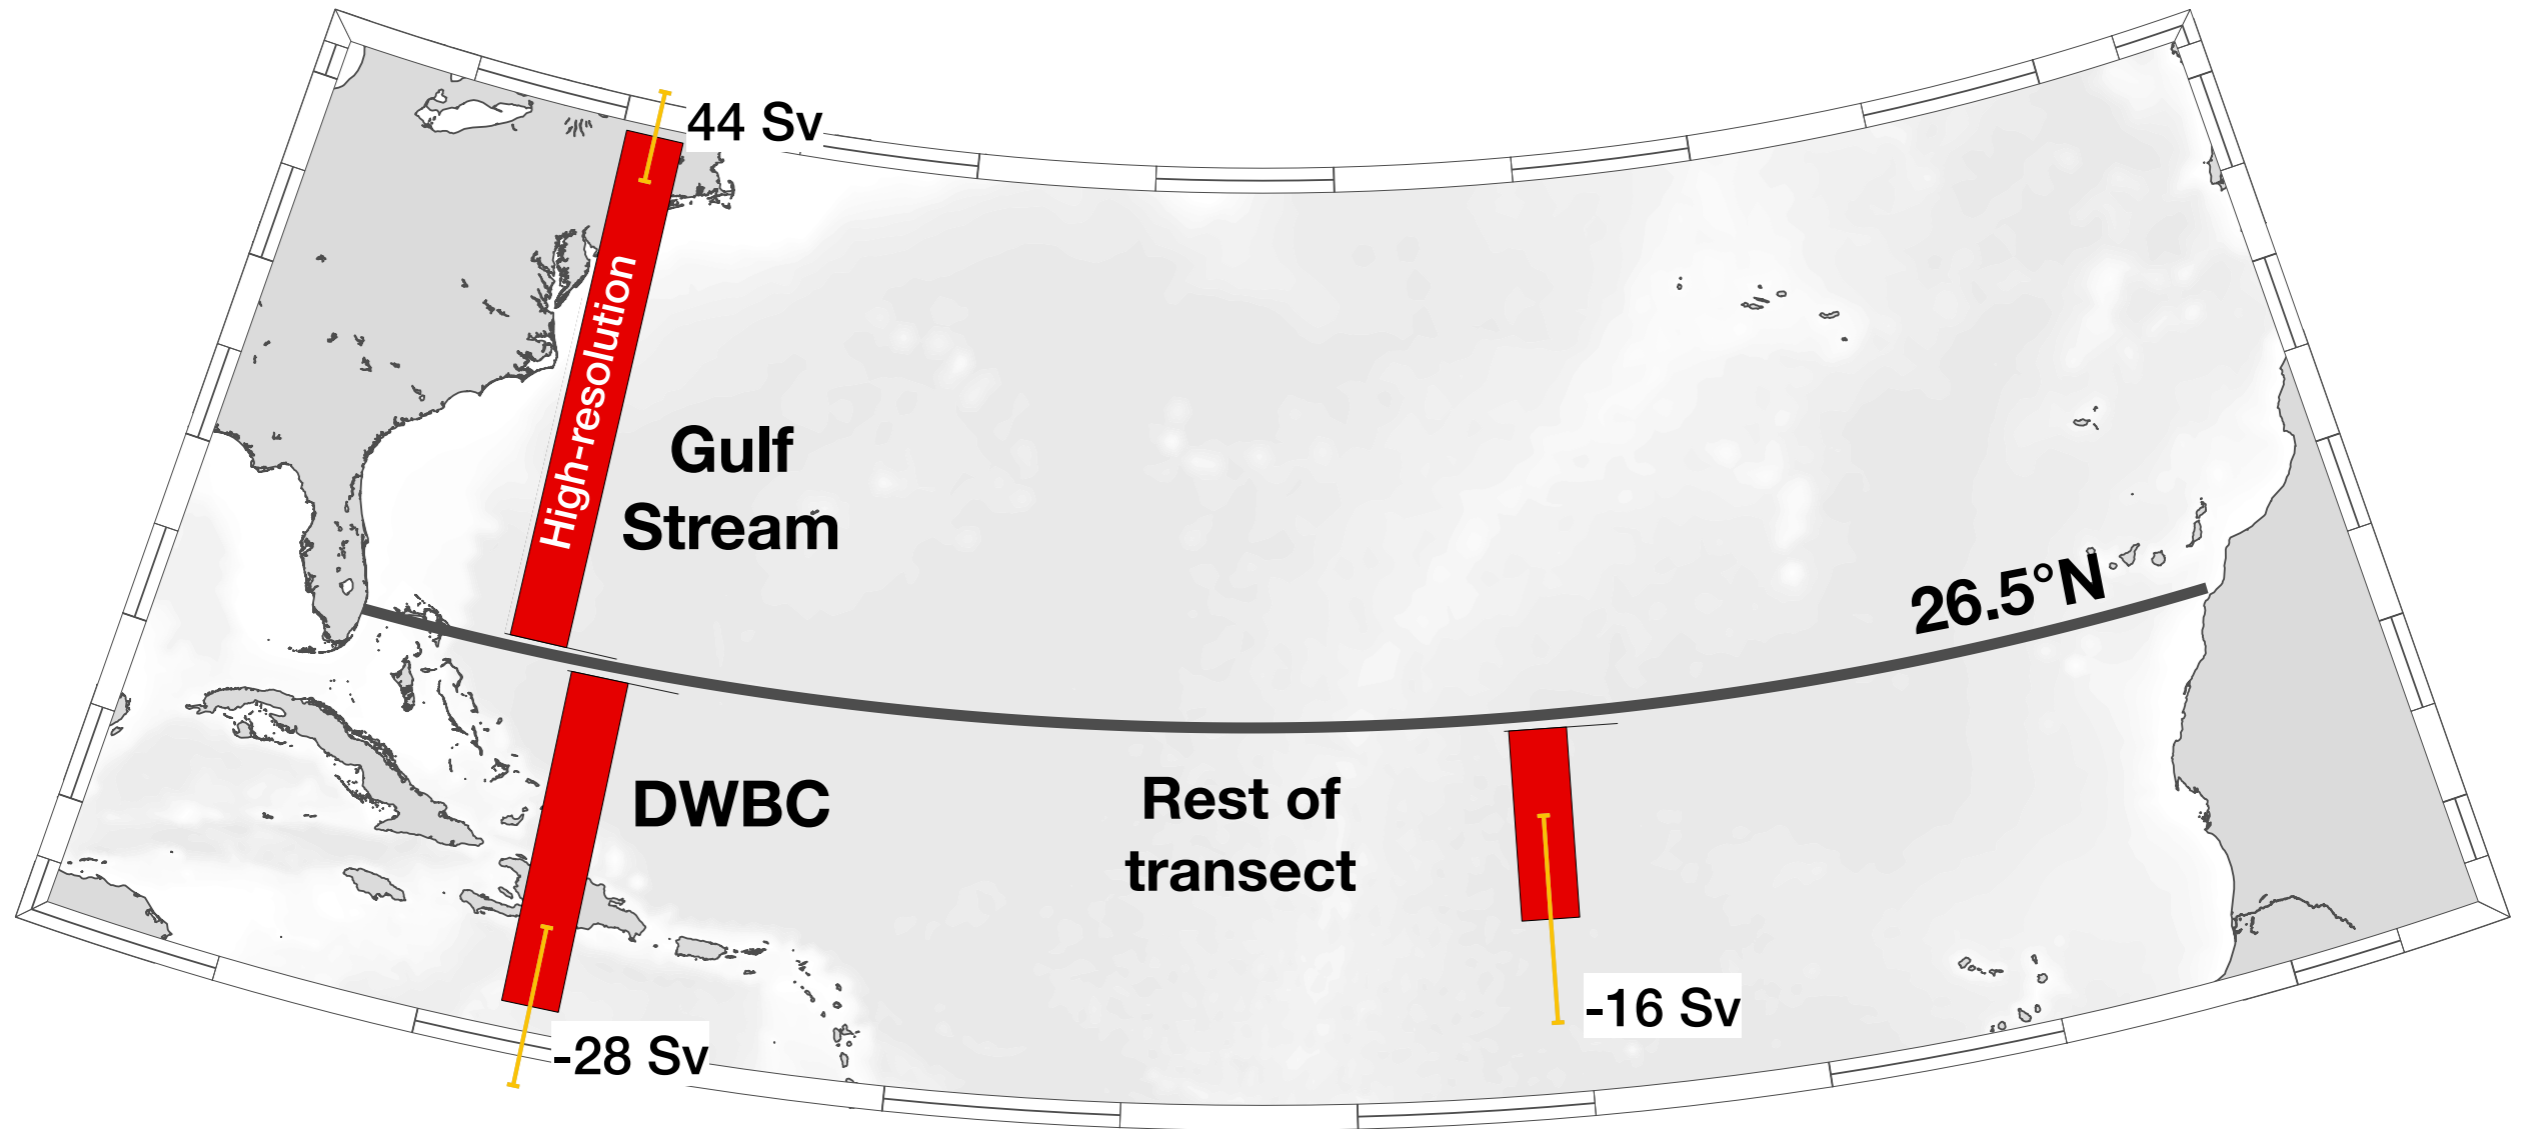 44 Sv
High-resolution
Gulf
Stream
26.5°N
DWBC
Rest of
transect
-16 Sv
-28 Sv